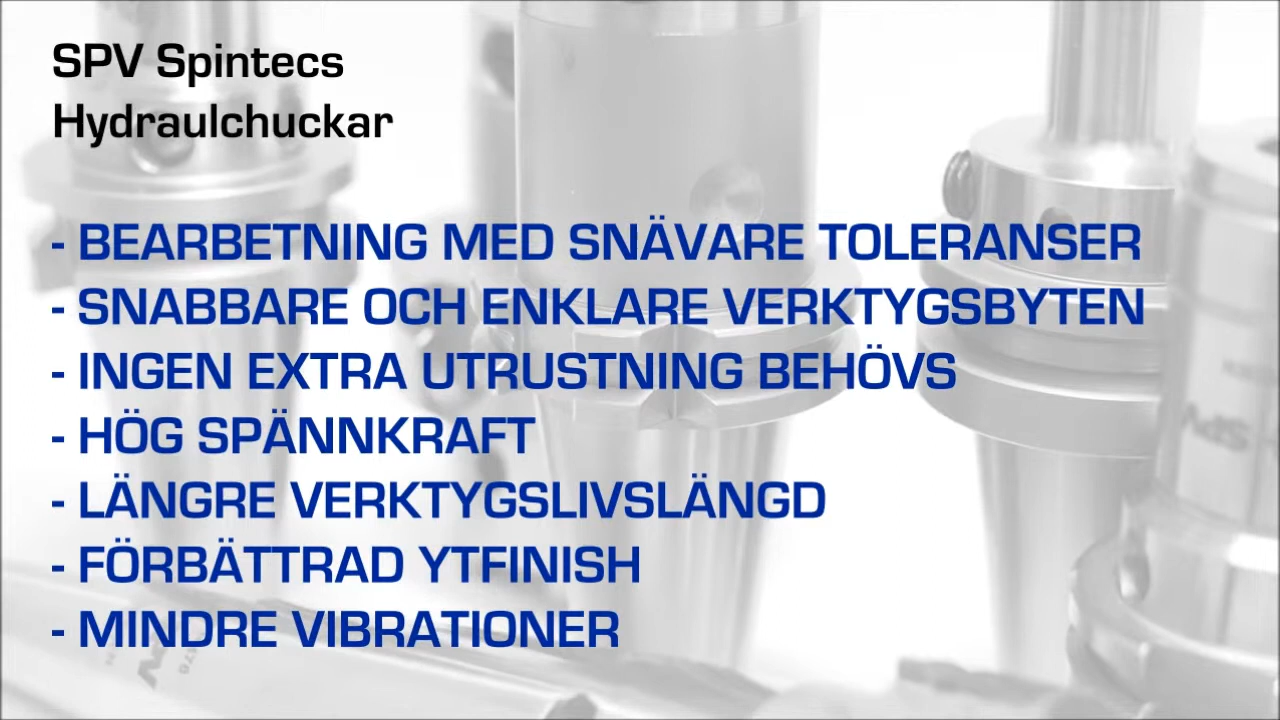 SPV Spintecs
Hydraulchuckar
- BEARBETNING MED SNÄVARE TOLERANSER
- SNABBARE OCH ENKLARE VERKTYGSBYTEN
- INGEN EXTRA UTRUSTNING BEHÖVS
- HÖG SPÄNNKRAFT
- LÄNGRE VERKTYGSLIVSLÄNGD
- FÖRBÄTTRAD YTFINISH
- MINDRE VIBRATIONER